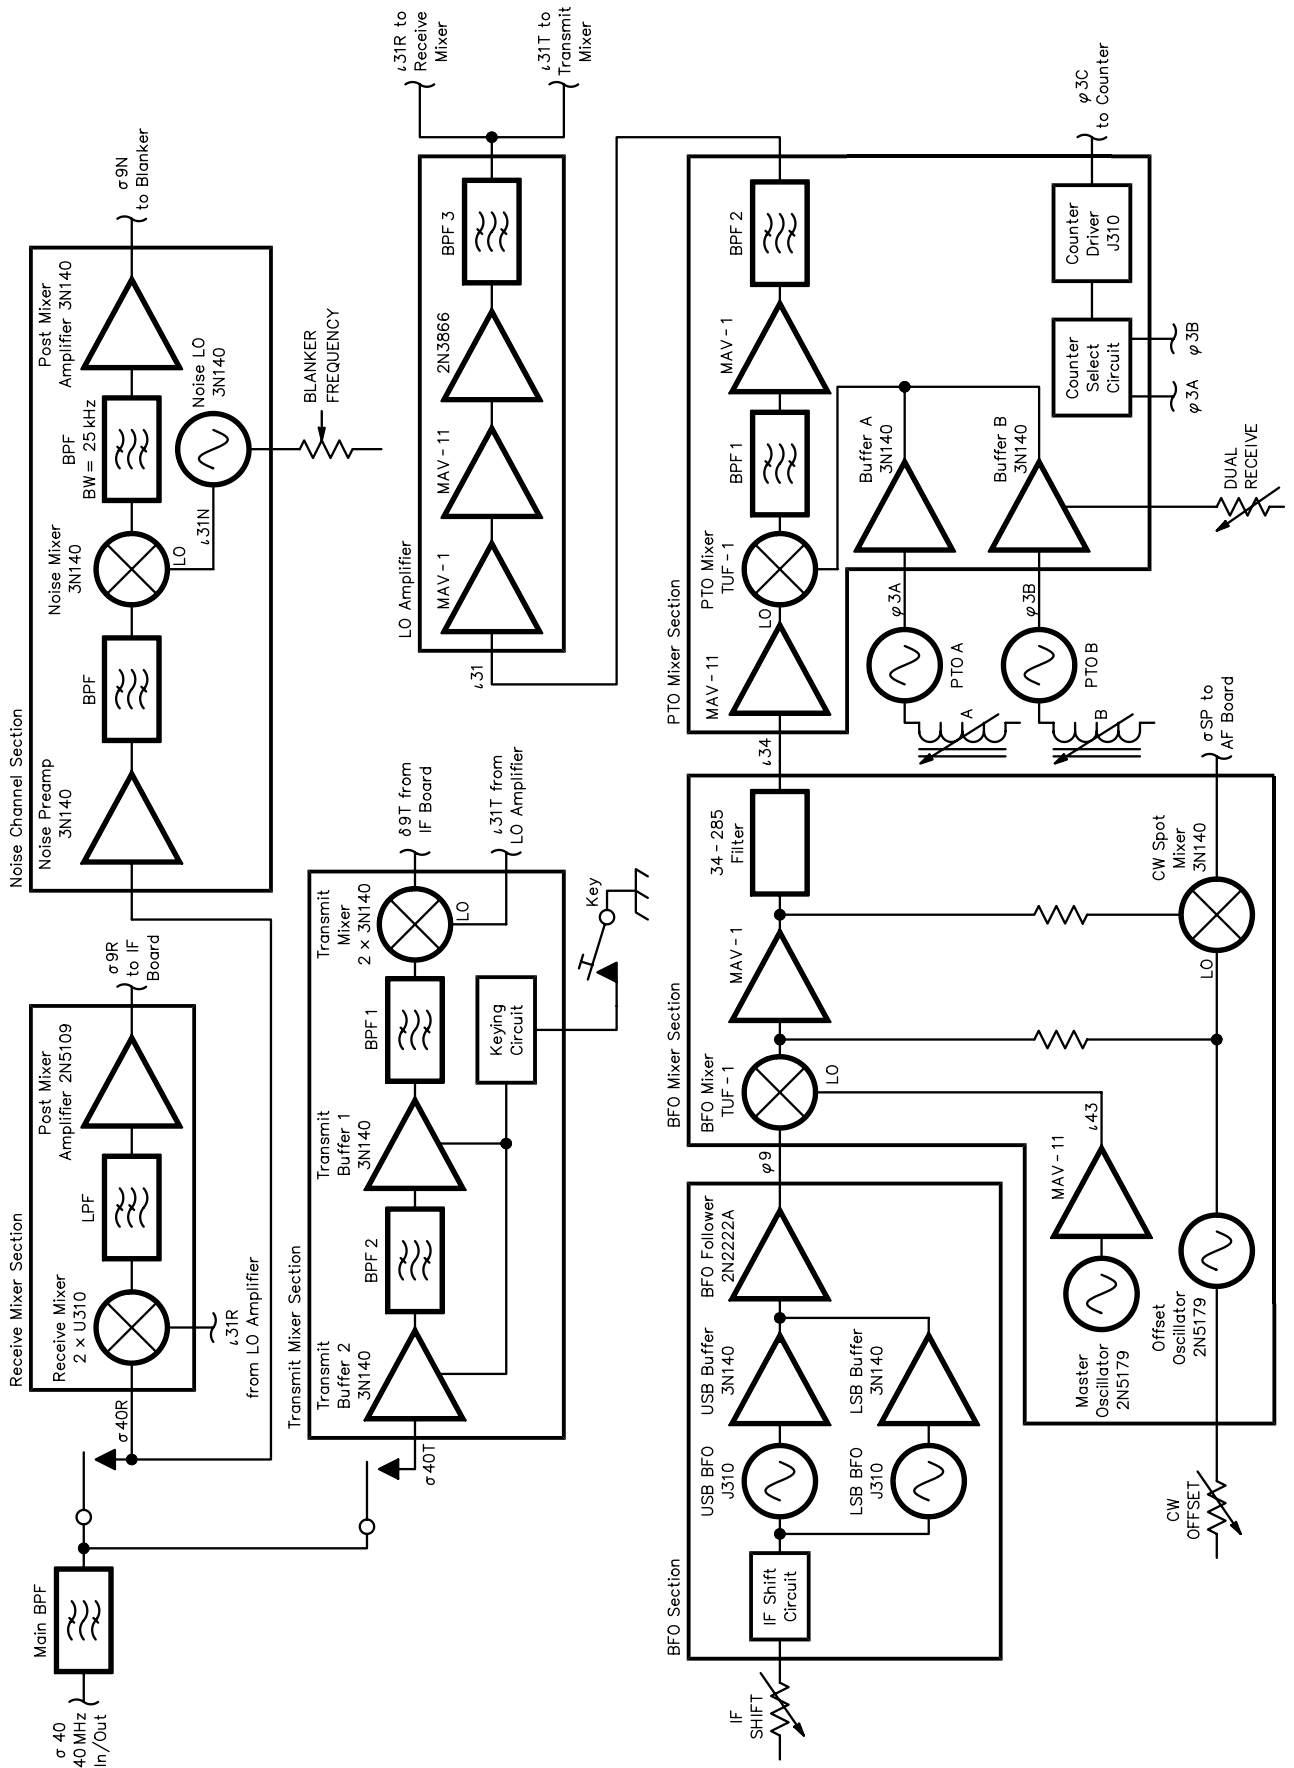 σ 40
40 MHz
In/Out
Main BPF
σ40R
σ40T
Receive Mixer Section
Receive Mixer
2 × U310
LPF
Post Mixer
Amplifier 2N5109
σ9R
to IF
Board
ι31R
from LO Amplifier
Noise Channel Section
Noise Preamp
3N140
BPF
Noise Mixer
3N140
LO
ι31N
BPF
BW = 25 kHz
Noise LO
3N140
Post Mixer
Amplifier 3N140
σ9N
to Blanker
BLANKER
FREQUENCY
Transmit Mixer Section
Transmit
Buffer 2
3N140
BPF 2
Transmit
Buffer 1
3N140
BPF 1
Transmit
Mixer
2 × 3N140
LO
Keying
Circuit
Key
δ9T from
IF Board
ι31T from
LO Amplifier
LO Amplifier
ι31
MAV-1
MAV-11
2N3866
BPF 3
ι31R to
Receive
Mixer
ι31T to
Transmit
Mixer
BFO Section
IF
SHIFT
IF Shift
Circuit
USB BFO
J310
LSB BFO
J310
USB Buffer
3N140
LSB Buffer
3N140
BFO Follower
2N2222A
φ9
BFO Mixer Section
BFO Mixer
TUF-1
LO
MAV-1
34-285
Filter
ι34
ι43
MAV-11
Master
Oscillator
2N5179
Offset
Oscillator
2N5179
CW
OFFSET
LO
CW Spot
Mixer
3N140
σSP to
AF Board
PTO Mixer Section
MAV-11
LO
PTO Mixer
TUF-1
BPF 1
MAV-1
BPF 2
A
PTO A
φ3A
Buffer A
3N140
B
PTO B
φ3B
Buffer B
3N140
DUAL
RECEIVE
Counter
Select
Circuit
φ3A
φ3B
Counter
Driver
J310
φ3C
to Counter